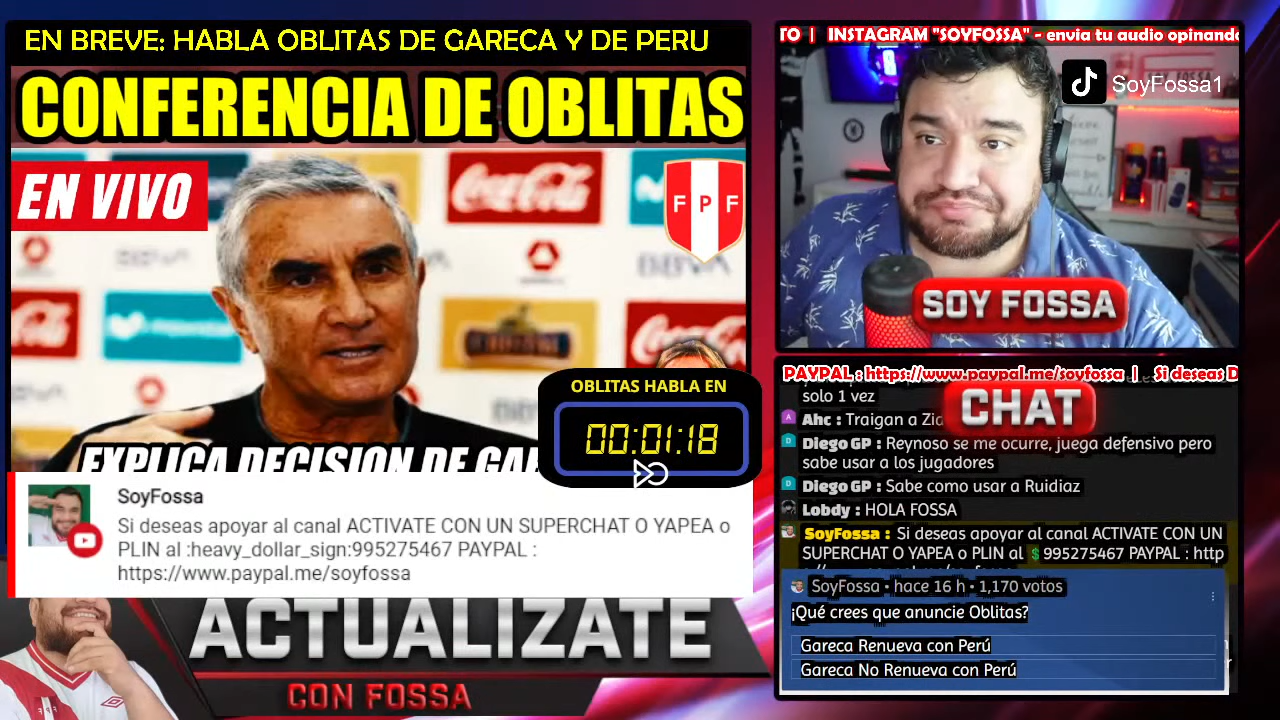 EN BREVE: HABLA OBLITAS DE GARECA Y DE PERU
CONFERENCIA DE OBLITAS
EN VIVO
Coca-Cola
FPF
BBVA
movistar
OBLITAS HABLA EN
00:01:18
SoyFossa
Si deseas apoyar al canal ACTIVATE CON UN SUPERCHAT O YAPEA o
PLIN al :heavy_dollar_sign:995275467 PAYPAL :
https://www.paypal.me/soyfossa
ACTUALIZATE
CON FOSSA
INSTAGRAM "SOYFOSSA" - envia tu audio opinando
SoyFossa1
SOY FOSSA
PAYPAL : https://www.paypal.me/soyfossa | Si deseas
CHAT
solo 1 vez
Ahc : Traigan a
Diego GP : Reynoso se me ocurre, juega defensivo pero
sabe usar a los jugadores
Diego GP : Sabe como usar a Ruidiaz
Lobdy : HOLA FOSSA
SoyFossa : Si deseas apoyar al canal ACTIVATE CON UN
SUPERCHAT O YAPEA o PLIN al 💲995275467 PAYPAL : http
SoyFossa • hace 16 h • 1,170 votos
¡Qué crees que anuncie Oblitas?
Gareca Renueva con Perú
Gareca No Renueva con Perú